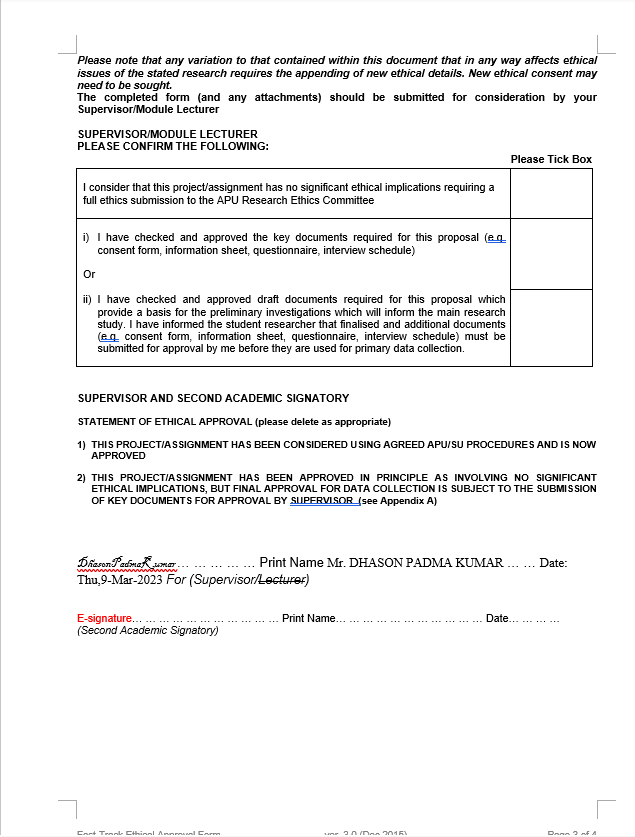 Please note that any variation to that contained within this document that in any way affects ethical
issues of the stated research requires the appending of new ethical details. New ethical consent may
need to be sought.
The completed form (and any attachments) should be submitted for consideration by your
Supervisor/Module Lecturer
SUPERVISOR/MODULE LECTURER
PLEASE CONFIRM THE FOLLOWING:
Please Tick Box
I consider that this project/assignment has no significant ethical implications requiring a
full ethics submission to the APU Research Ethics Committee
i) I have checked and approved the key documents required for this proposal (e.g.
consent form, information sheet, questionnaire, interview schedule)
Or
ii) I have checked and approved draft documents required for this proposal which
provide a basis for the preliminary investigations which will inform the main research
study. I have informed the student researcher that finalised and additional documents
(e.g. consent form, information sheet, questionnaire, interview schedule) must be
submitted for approval by me before they are used for primary data collection.
SUPERVISOR AND SECOND ACADEMIC SIGNATORY
STATEMENT OF ETHICAL APPROVAL (please delete as appropriate)
1) THIS PROJECT/ASSIGNMENT HAS BEEN CONSIDERED USING AGREED APU/SU PROCEDURES AND IS NOW
APPROVED
2) THIS PROJECT/ASSIGNMENT HAS BEEN APPROVED IN PRINCIPLE AS INVOLVING NO SIGNIFICANT
ETHICAL IMPLICATIONS, BUT FINAL APPROVAL FOR DATA COLLECTION IS SUBJECT TO THE SUBMISSION
OF KEY DOCUMENTS FOR APPROVAL BY SUPERVISOR (see Appendix A)
DhasonPadmaKumar… … … … … … Print Name Mr. DHASON PADMA KUMAR … … Date:
Thu,9-Mar-2023 For (Supervisor/Lecturer)
E-signature… … … … … … … … … … … Print Name… … … … … … … … … … … Date… … … …
(Second Academic Signatory)
Fast Track Ethical Approval Form ver. 3.0 (Dec 2015) Page 3 of 4